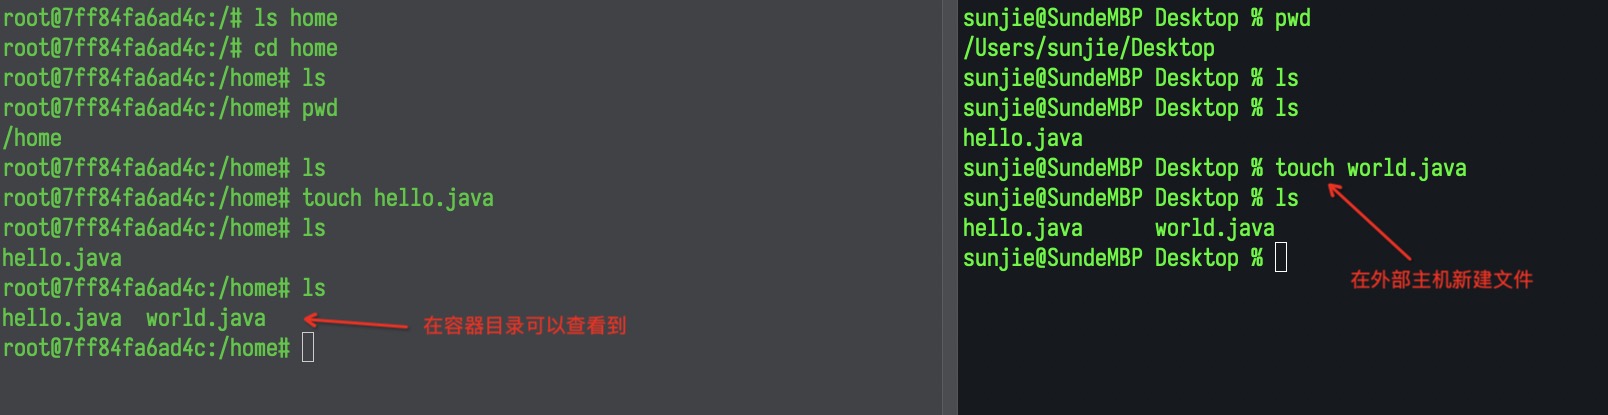 root@7ff84fa6ad4c:/# ls home
root@7ff84fa6ad4c:/# cd home
root@7ff84fa6ad4c:/home# ls
root@7ff84fa6ad4c:/home# pwd
/home
root@7ff84fa6ad4c:/home# ls
root@7ff84fa6ad4c:/home# touch hello.java
root@7ff84fa6ad4c:/home# ls
hello.java
root@7ff84fa6ad4c:/home# ls
hello.java  world.java
在容器目录可以查看到
root@7ff84fa6ad4c:/home#
sunjie@SundeMBP Desktop % pwd
/Users/sunjie/Desktop
sunjie@SundeMBP Desktop % ls
sunjie@SundeMBP Desktop % ls
hello.java
sunjie@SundeMBP Desktop % touch world.java
sunjie@SundeMBP Desktop % ls
hello.java      world.java
sunjie@SundeMBP Desktop %
在外部主机新建文件